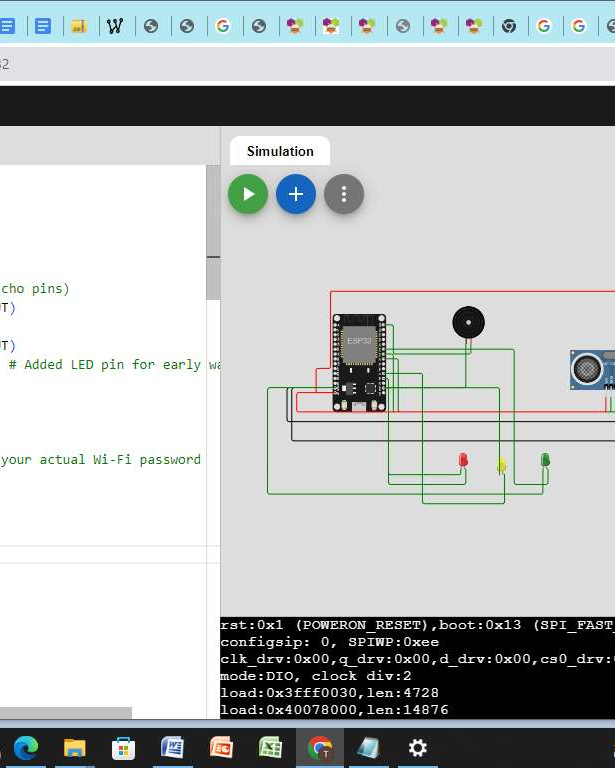 32
Simulation
cho pins)
T)
T)
# Added LED pin for early wa
your actual Wi-Fi password
ESP32
rst:0x1 (POWERON_RESET),boot:0x13 (SPI_FAST_
configsip: 0, SPIWP:0xee
clk_drv:0x00,q_drv:0x00,d_drv:0x00,cs0_drv:0
mode:DIO, clock div:2
load:0x3fff0030,len:4728
load:0x40078000,len:14876